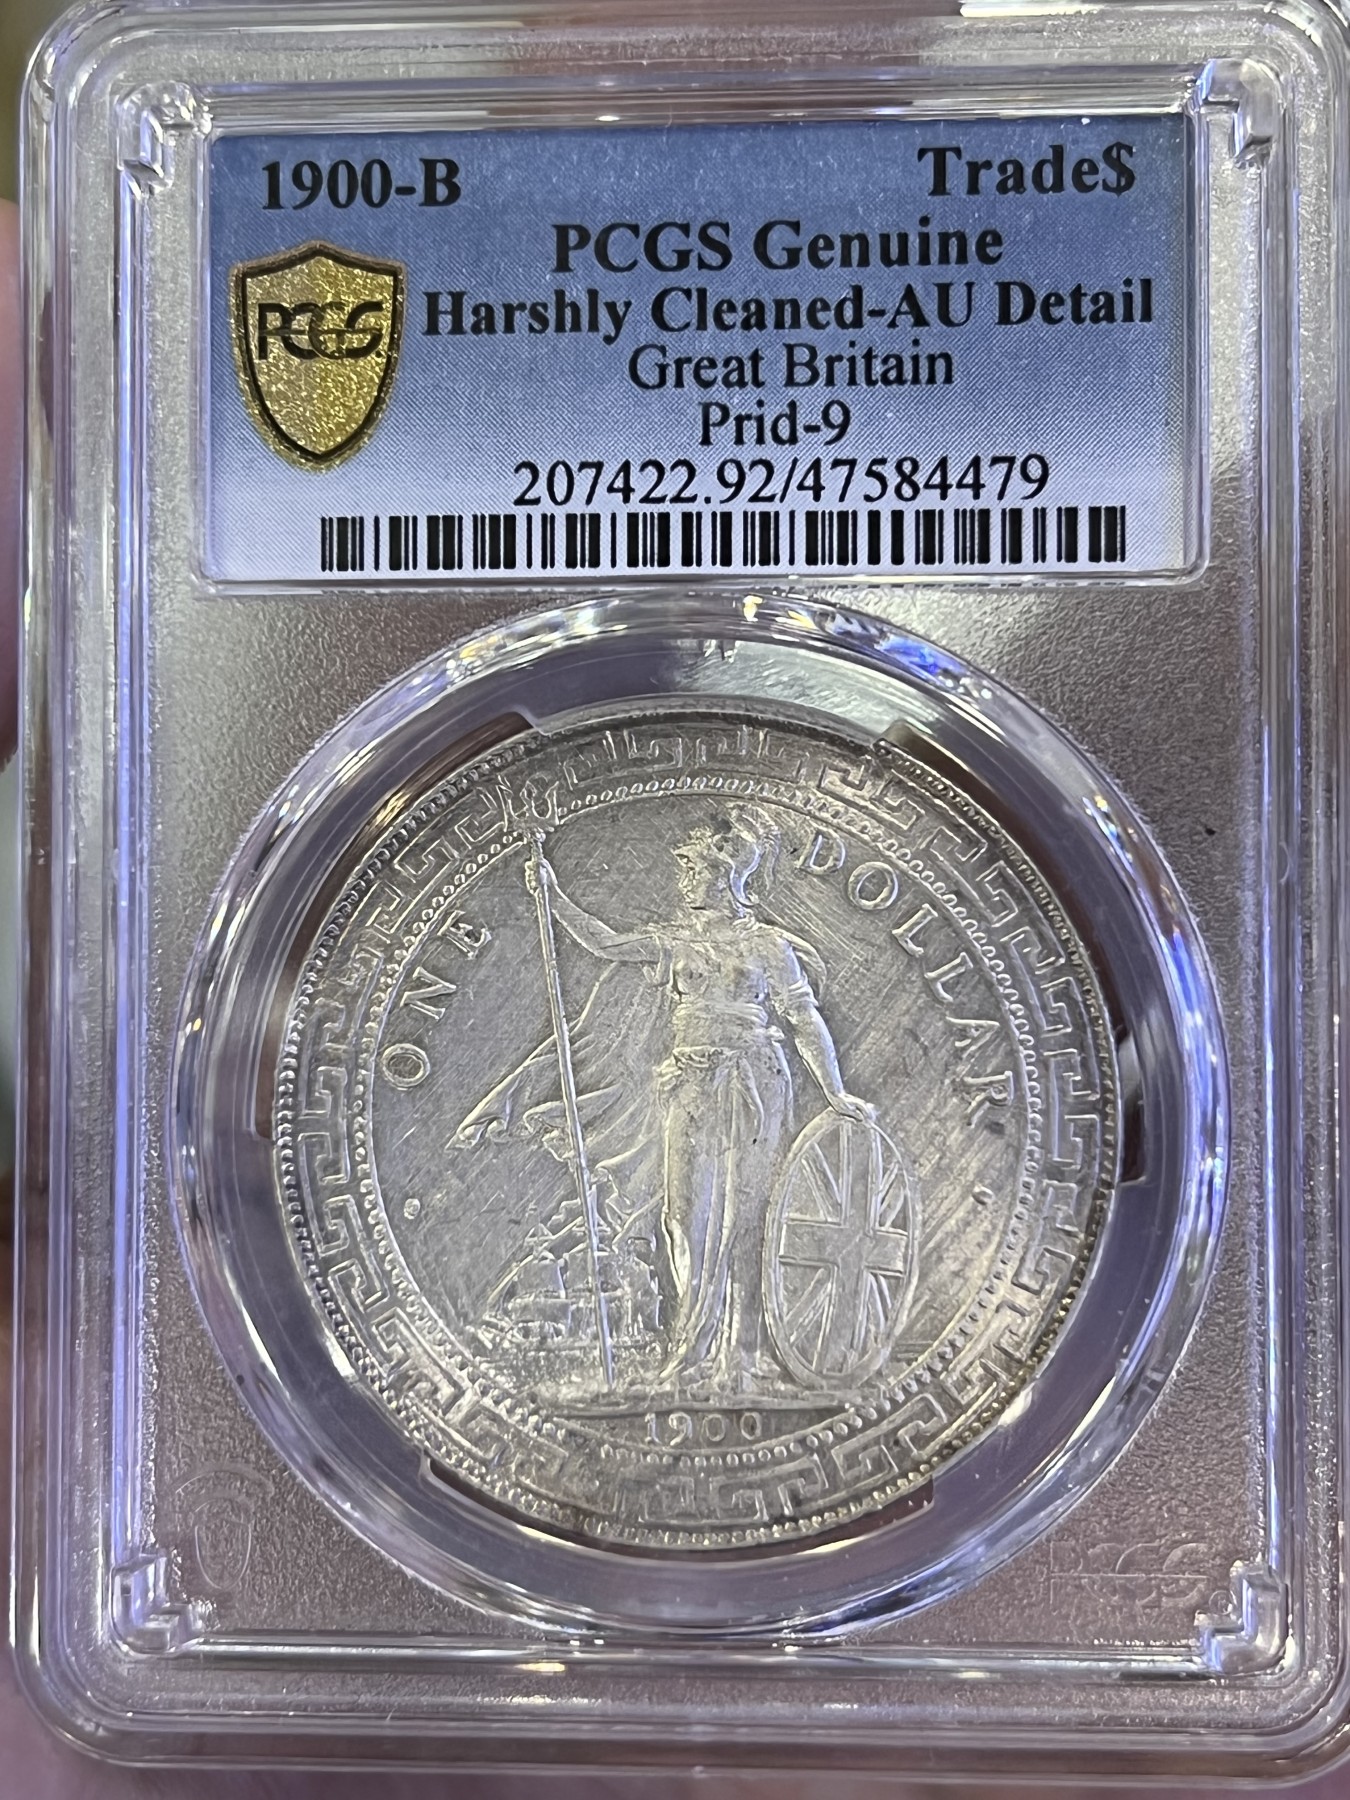 1900-B Trade$
PCGS Genuine
PCGS
Harshly Cleaned-AU Detail
Great Britain
Prid-9
207422.92/47584479
ONE DOLLAR
1900
PCGS